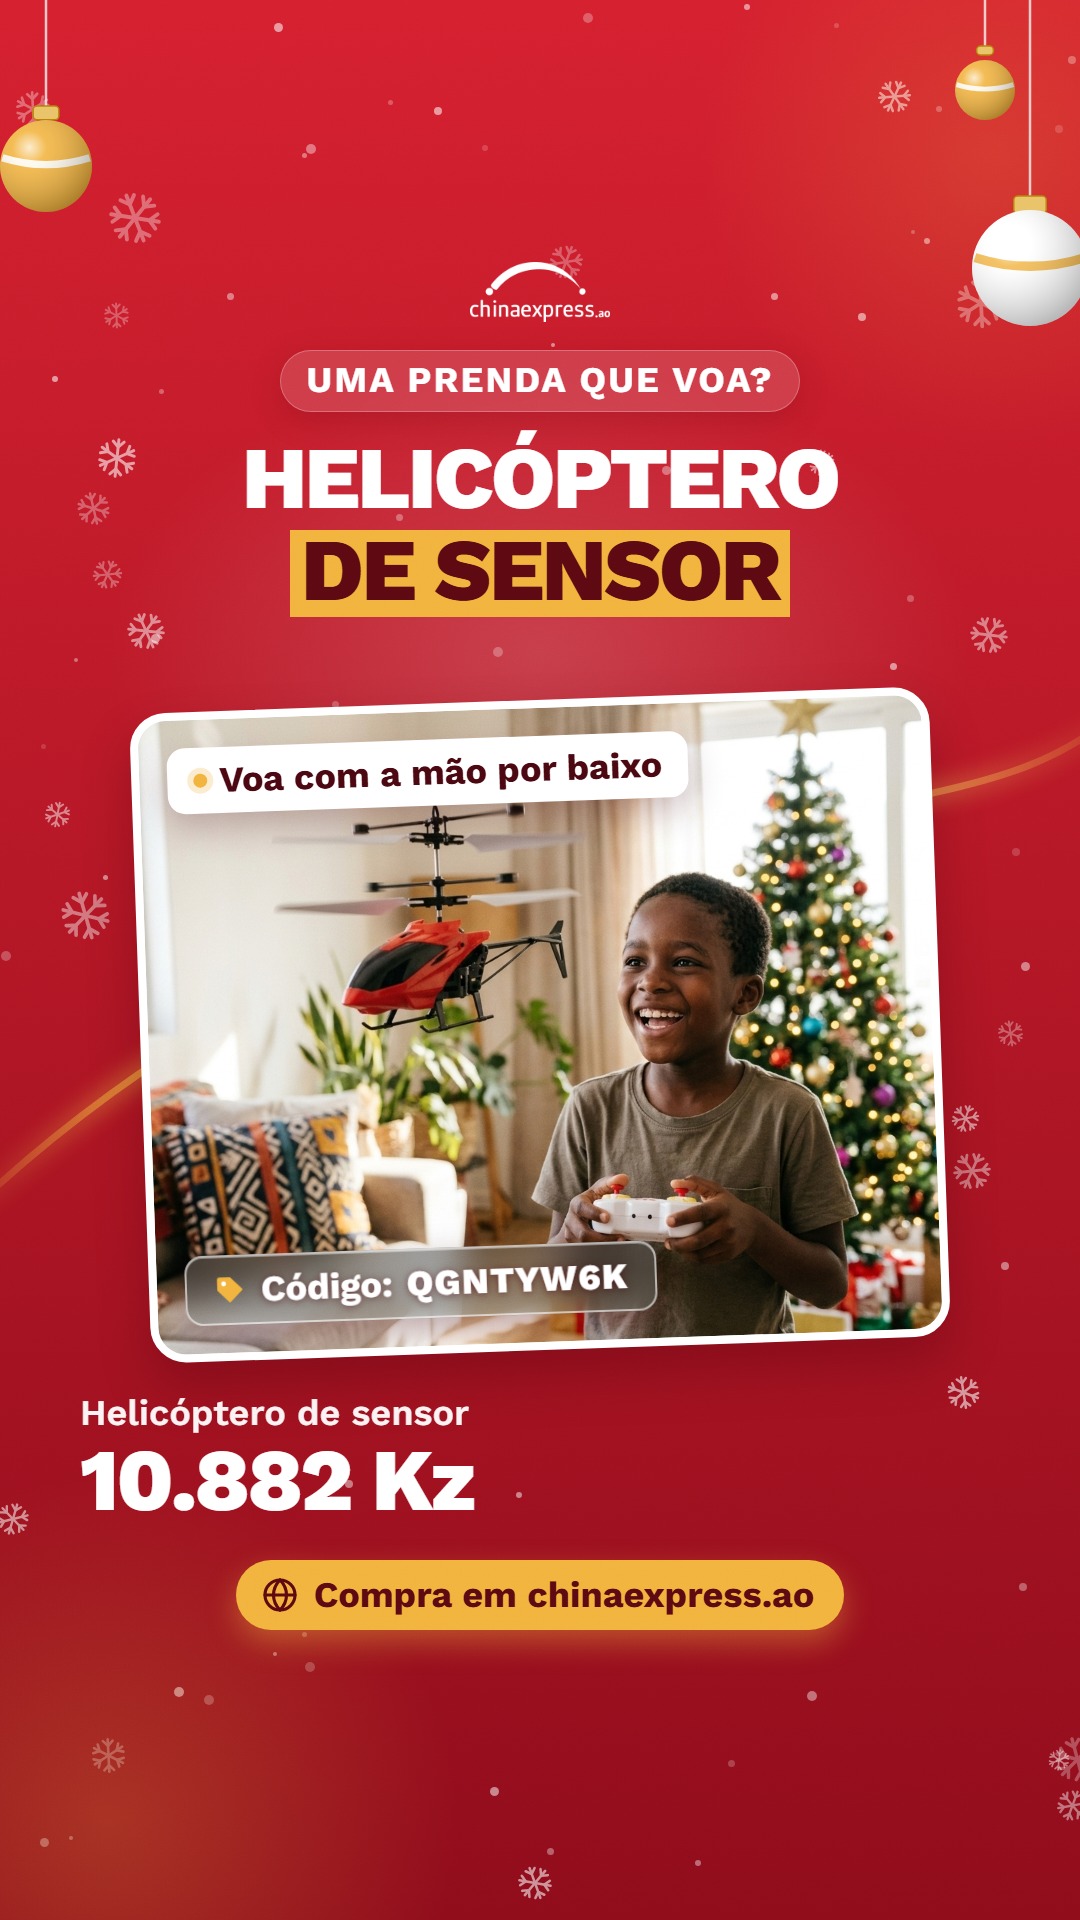 chinaexpress.ao
UMA PRENDA QUE VOA?
HELICÓPTERO
DE SENSOR
Voa com a mão por baixo
Código: QGNTYW6K
Helicóptero de sensor
10.882 Kz
Compra em chinaexpress.ao